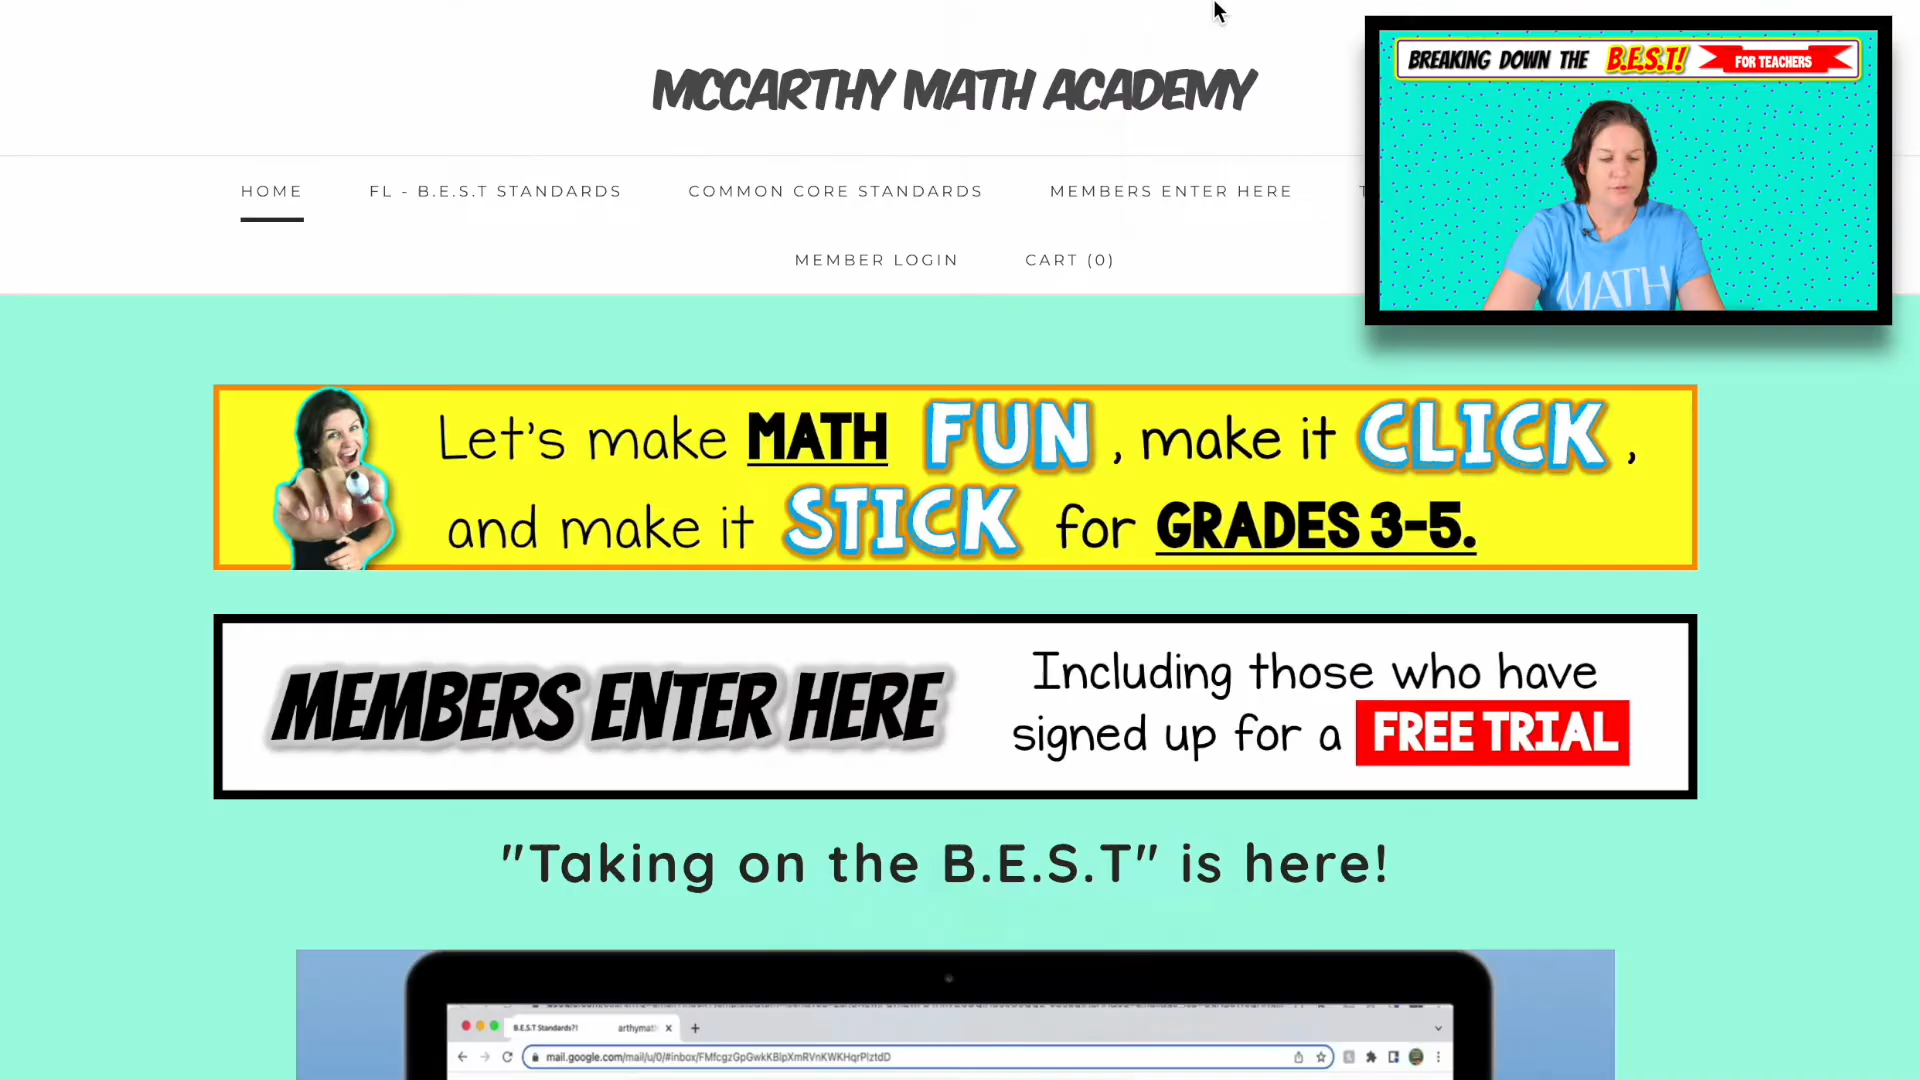 MCCARTHY MATH ACADEMY
BREAKING DOWN THE B.E.S.T! FOR TEACHERS
HOME FL - B.E.S.T STANDARDS COMMON CORE STANDARDS MEMBERS ENTER HERE
MEMBER LOGIN CART (0)
MATH
Let's make MATH FUN, make it CLICK,
and make it STICK for GRADES 3-5.
MEMBERS ENTER HERE
Including those who have
signed up for a FREE TRIAL
"Taking on the B.E.S.T" is here!
B.E.S.T Standards?! arthymat
mail.google.com/mail/u/0/#inbox/FMfcgzGpGwkKBlpXmRVnKWKHqrPlztdD